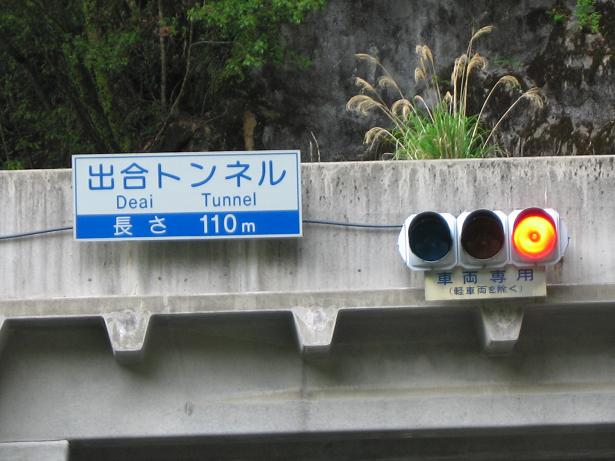 出合トンネル
Deai Tunnel
長さ 110m
車両専用
(軽車両を除く)